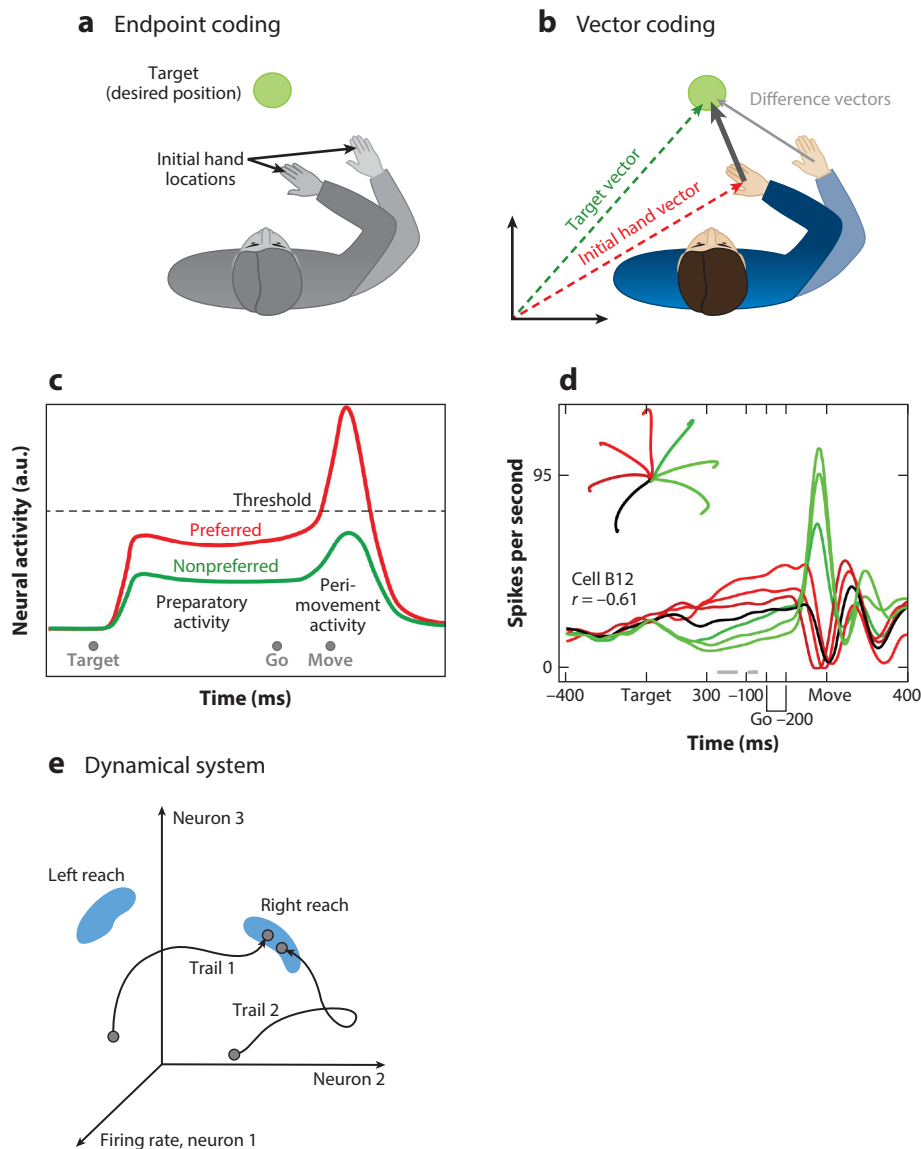 a Endpoint coding
Target
(desired position)
Initial hand
locations
b Vector coding
Difference vectors
Target vector
Initial hand vector
c
Neural activity (a.u.)
Threshold
Preferred
Nonpreferred
Preparatory
activity
Peri-
movement
activity
Target
Go
Move
Time (ms)
d
Spikes per second
95
0
Cell B12
r = –0.61
–400 Target 300 –100 Move 400
Go –200
Time (ms)
e Dynamical system
Neuron 3
Left reach
Right reach
Trail 1
Trail 2
Neuron 2
Firing rate, neuron 1